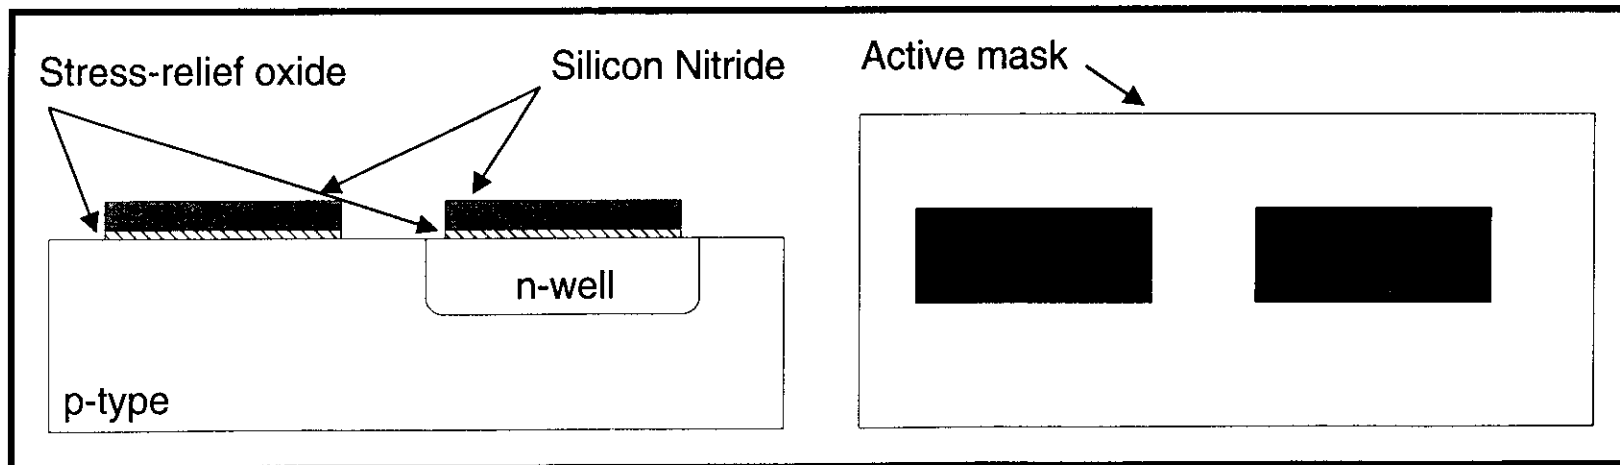 Stress-relief oxide
Silicon Nitride
Active mask
n-well
p-type